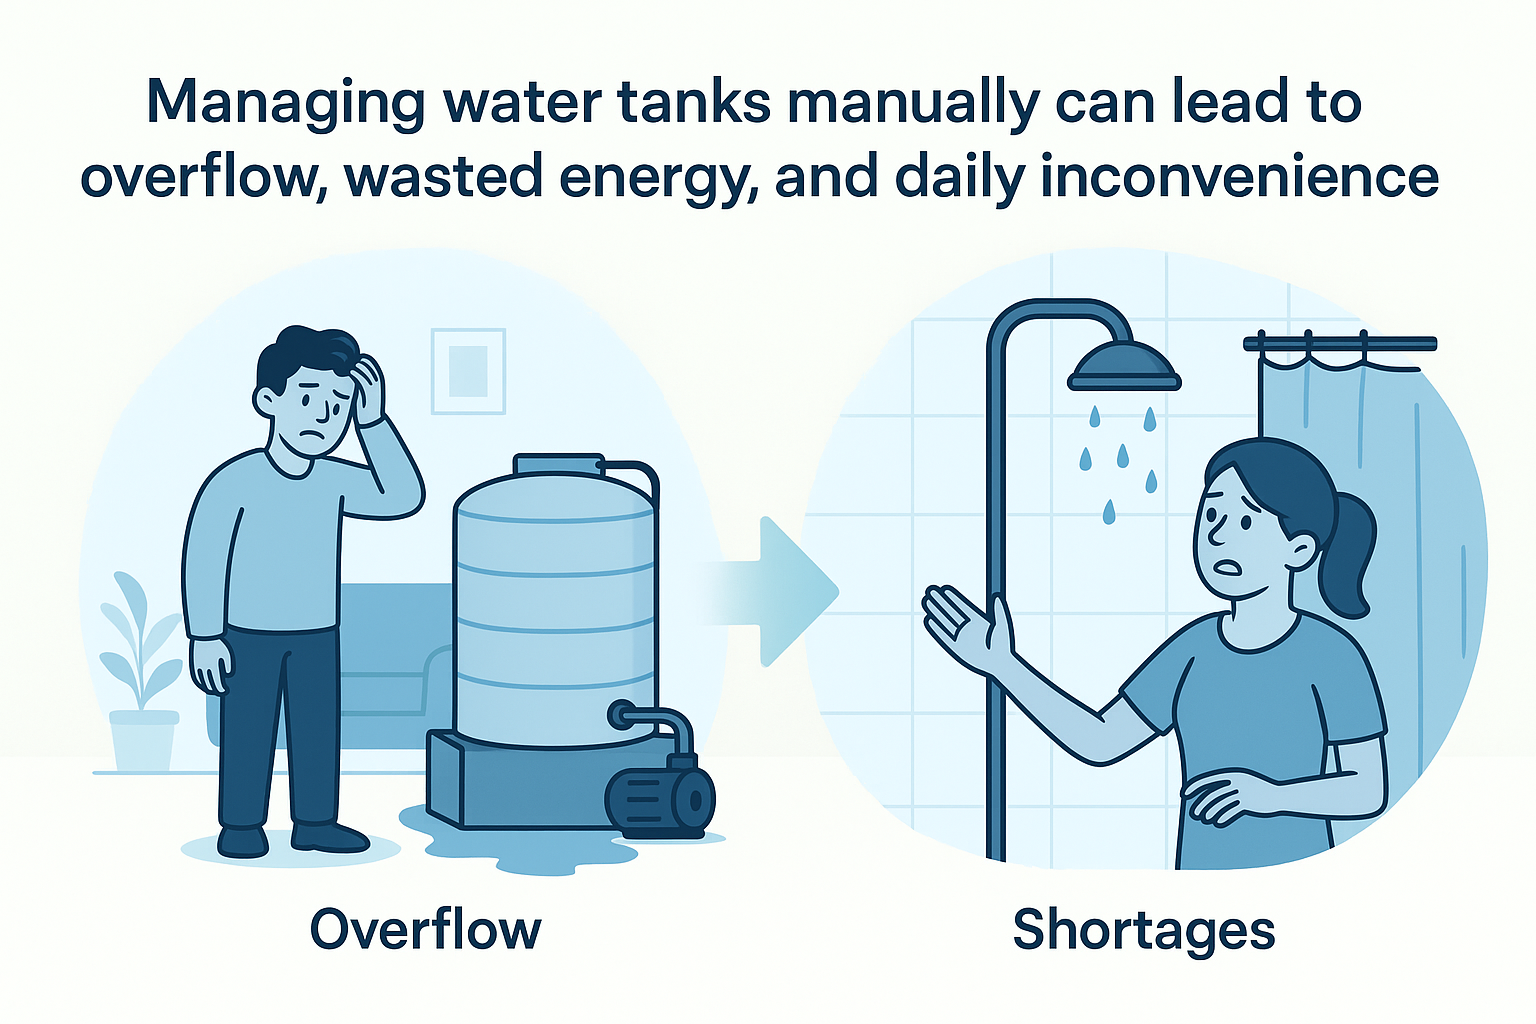 Managing water tanks manually can lead to
overflow, wasted energy, and daily inconvenience
Overflow
Shortages